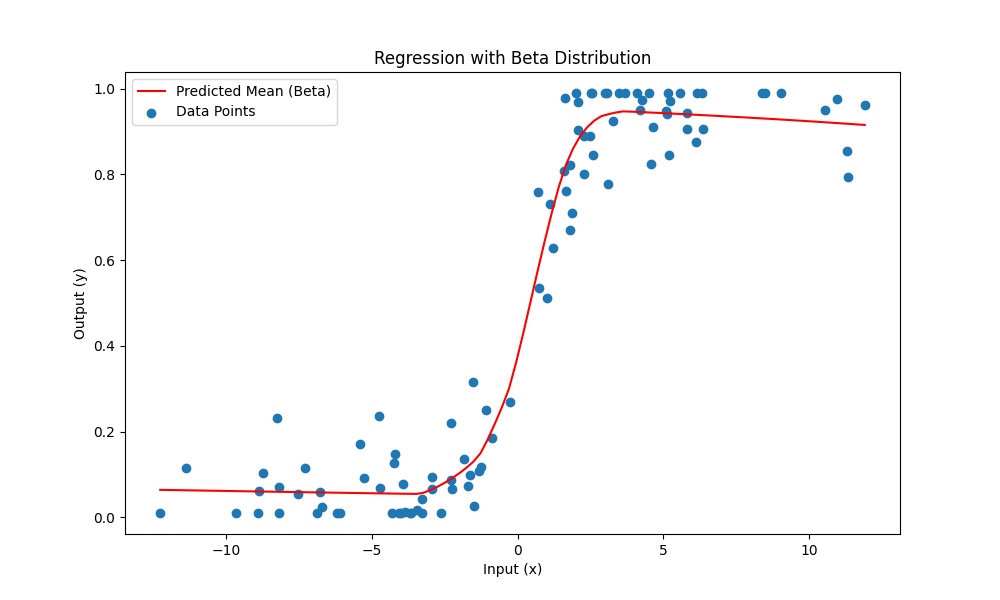 Regression with Beta Distribution
Predicted Mean (Beta)
Data Points
1.0
0.8
0.6
0.4
0.2
0.0
Output (y)
−10
−5
0
5
10
Input (x)